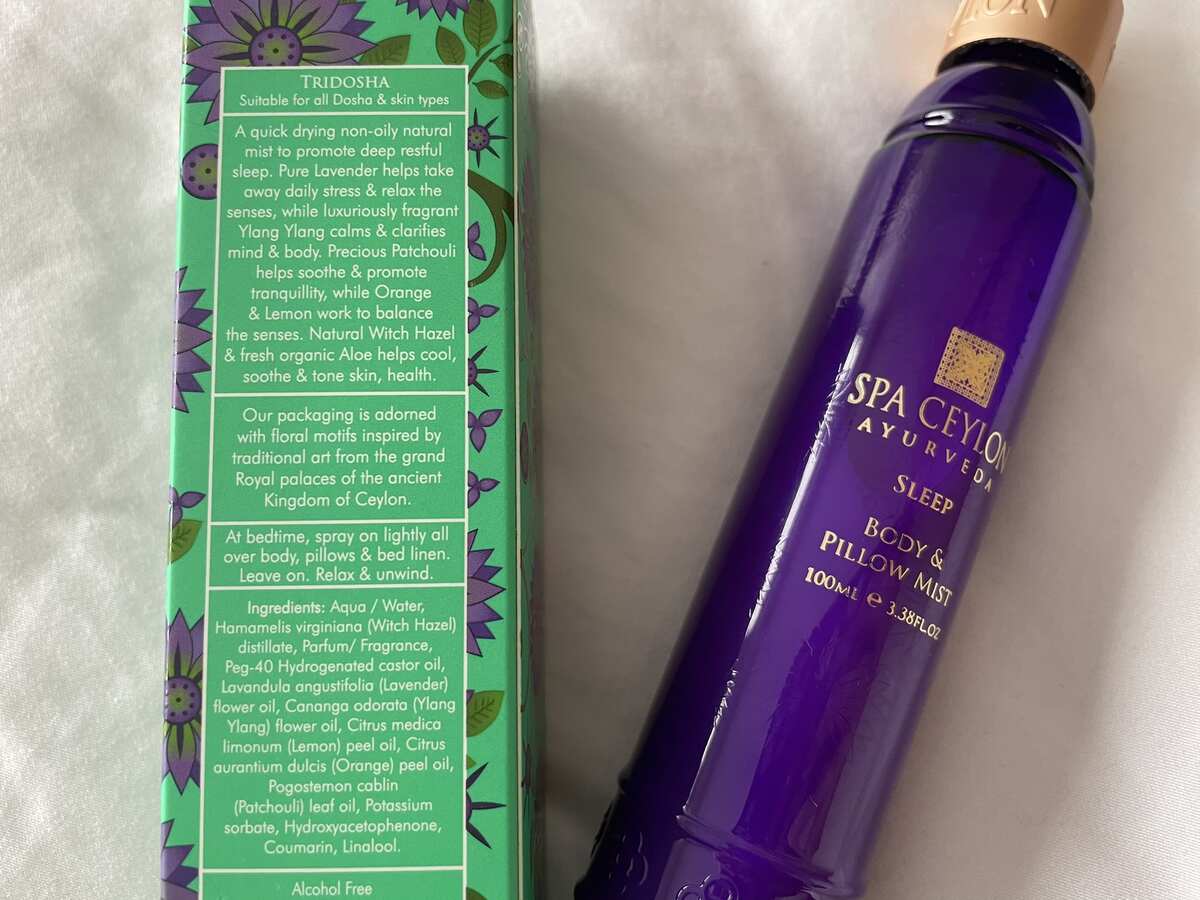 TRIDOSHA
Suitable for all Dosha & skin types
A quick drying non-oily natural
mist to promote deep restful
sleep. Pure Lavender helps take
away daily stress & relax the
senses, while luxuriously fragrant
Ylang Ylang calms & clarifies
mind & body. Precious Patchouli
helps soothe & promote
tranquillity, while Orange
& Lemon work to balance
the senses. Natural Witch Hazel
& fresh organic Aloe helps cool,
soothe & tone skin, health.
Our packaging is adorned
with floral motifs inspired by
traditional art from the grand
Royal palaces of the ancient
Kingdom of Ceylon.
At bedtime, spray on lightly all
over body, pillows & bed linen.
Leave on. Relax & unwind.
Ingredients: Aqua / Water,
Hamamelis virginiana (Witch Hazel)
distillate, Parfum/ Fragrance,
Peg-40 Hydrogenated castor oil,
Lavandula angustifolia (Lavender)
flower oil, Cananga odorata (Ylang
Ylang) flower oil, Citrus medica
limonum (Lemon) peel oil, Citrus
aurantium dulcis (Orange) peel oil,
Pogostemon cablin
(Patchouli) leaf oil, Potassium
sorbate, Hydroxyacetophenone,
Coumarin, Linalool.
Alcohol Free
SPA CEYLON
AYURVEDA
SLEEP
BODY &
PILLOW MIST
100ML e 3.38FLOZ